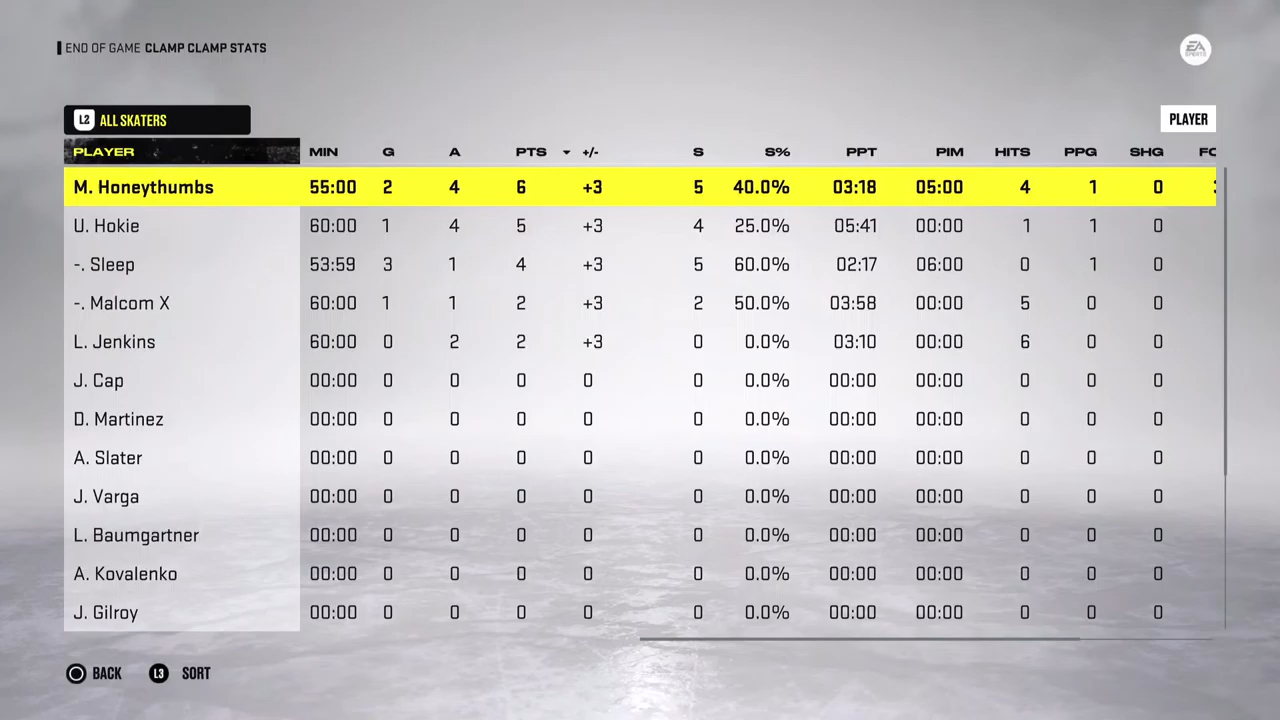 END OF GAME CLAMP CLAMP STATS
EA SPORTS
L2 ALL SKATERS
PLAYER
PLAYER MIN G A PTS +/- S S% PPT PIM HITS PPG SHG
M. Honeythumbs 55:00 2 4 6 +3 5 40.0% 03:18 05:00 4 1 0
U. Hokie 60:00 1 4 5 +3 4 25.0% 05:41 00:00 1 1 0
-. Sleep 53:59 3 1 4 +3 5 60.0% 02:17 06:00 0 1 0
-. Malcom X 60:00 1 1 2 +3 2 50.0% 03:58 00:00 5 0 0
L. Jenkins 60:00 0 2 2 +3 0 0.0% 03:10 00:00 6 0 0
J. Cap 00:00 0 0 0 0 0 0.0% 00:00 00:00 0 0 0
D. Martinez 00:00 0 0 0 0 0 0.0% 00:00 00:00 0 0 0
A. Slater 00:00 0 0 0 0 0 0.0% 00:00 00:00 0 0 0
J. Varga 00:00 0 0 0 0 0 0.0% 00:00 00:00 0 0 0
L. Baumgartner 00:00 0 0 0 0 0 0.0% 00:00 00:00 0 0 0
A. Kovalenko 00:00 0 0 0 0 0 0.0% 00:00 00:00 0 0 0
J. Gilroy 00:00 0 0 0 0 0 0.0% 00:00 00:00 0 0 0
BACK L3 SORT